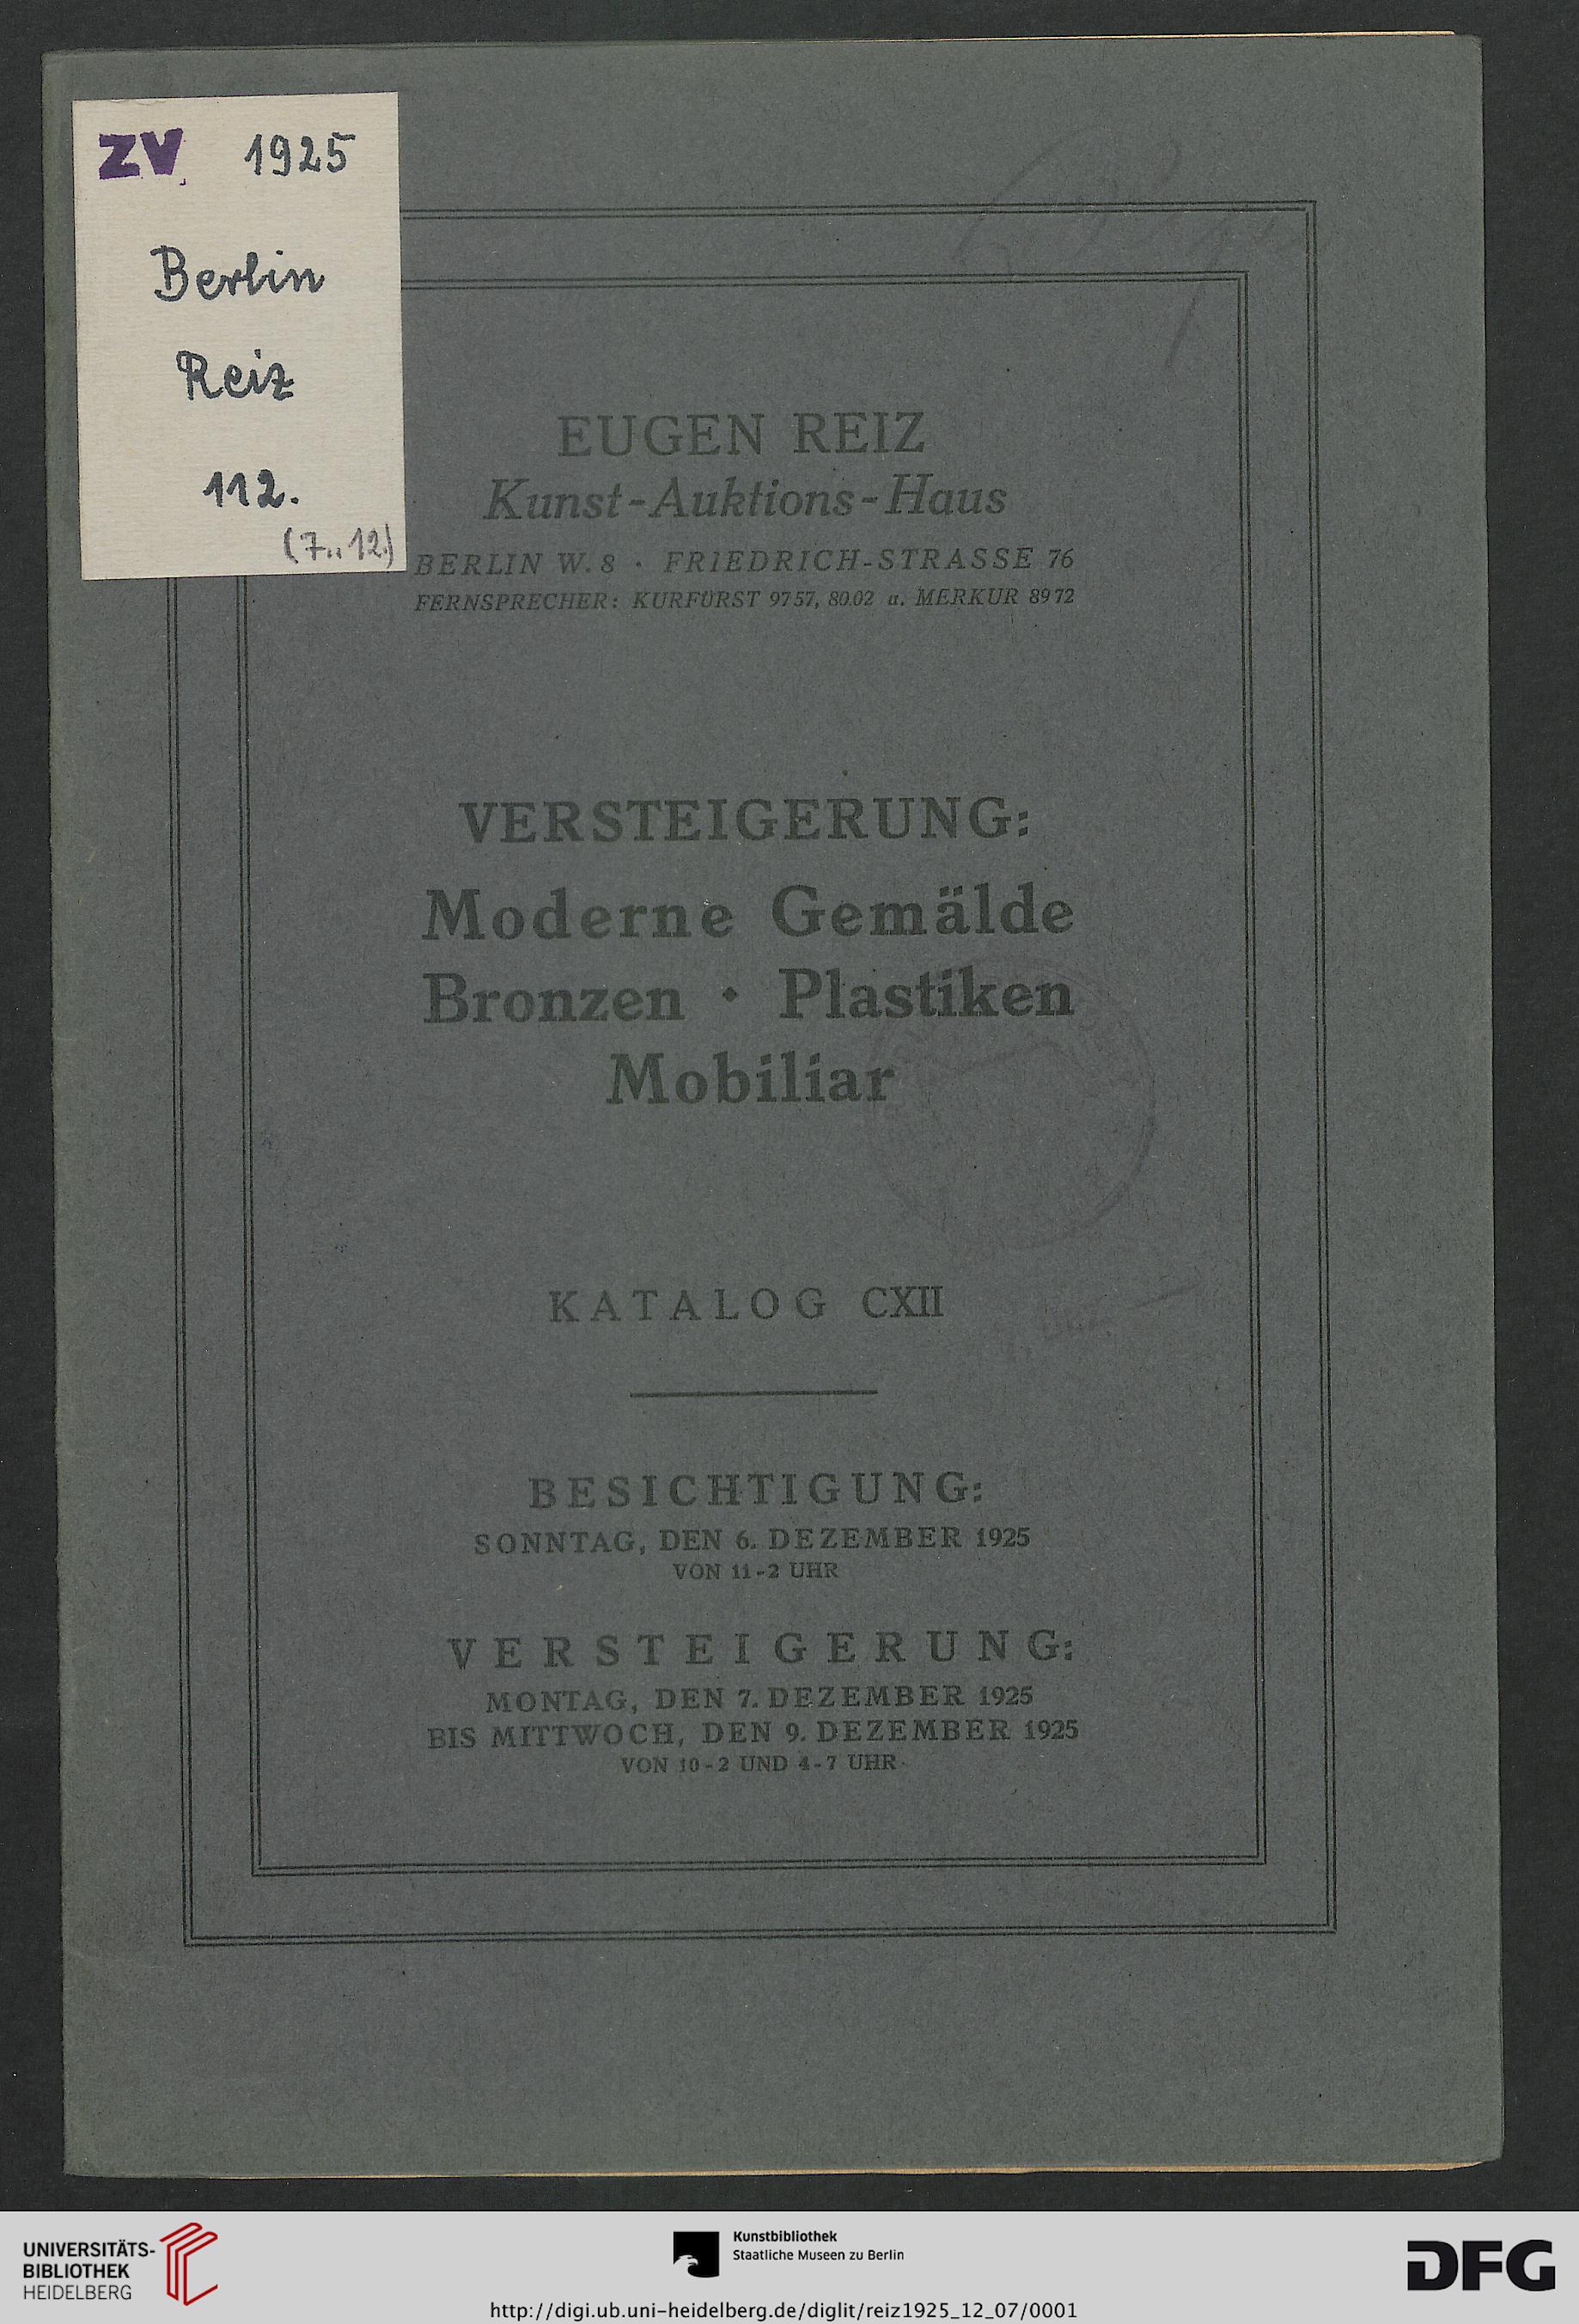 ZV 1925
Berlin
Reiz
112.
(7.12.)
EUGEN REIZ
Kunst-Auktions-Haus
BERLIN W. 8 · FRIEDRICH-STRASSE 76
FERNSPRECHER: KURFÜRST 9757, 8002 u. MERKUR 8972
VERSTEIGERUNG:
Moderne Gemälde
Bronzen · Plastiken
Mobiliar
KATALOG CXII
BESICHTIGUNG:
SONNTAG, DEN 6. DEZEMBER 1925
VON 11-2 UHR
VERSTEIGERUNG:
MONTAG, DEN 7. DEZEMBER 1925
BIS MITTWOCH, DEN 9. DEZEMBER 1925
VON 10-2 UND 4-7 UHR
UNIVERSITÄTS-
BIBLIOTHEK
HEIDELBERG
Kunstbibliothek
Staatliche Museen zu Berlin
DFG
http://digi.ub.uni-heidelberg.de/diglit/reiz1925_12_07/0001